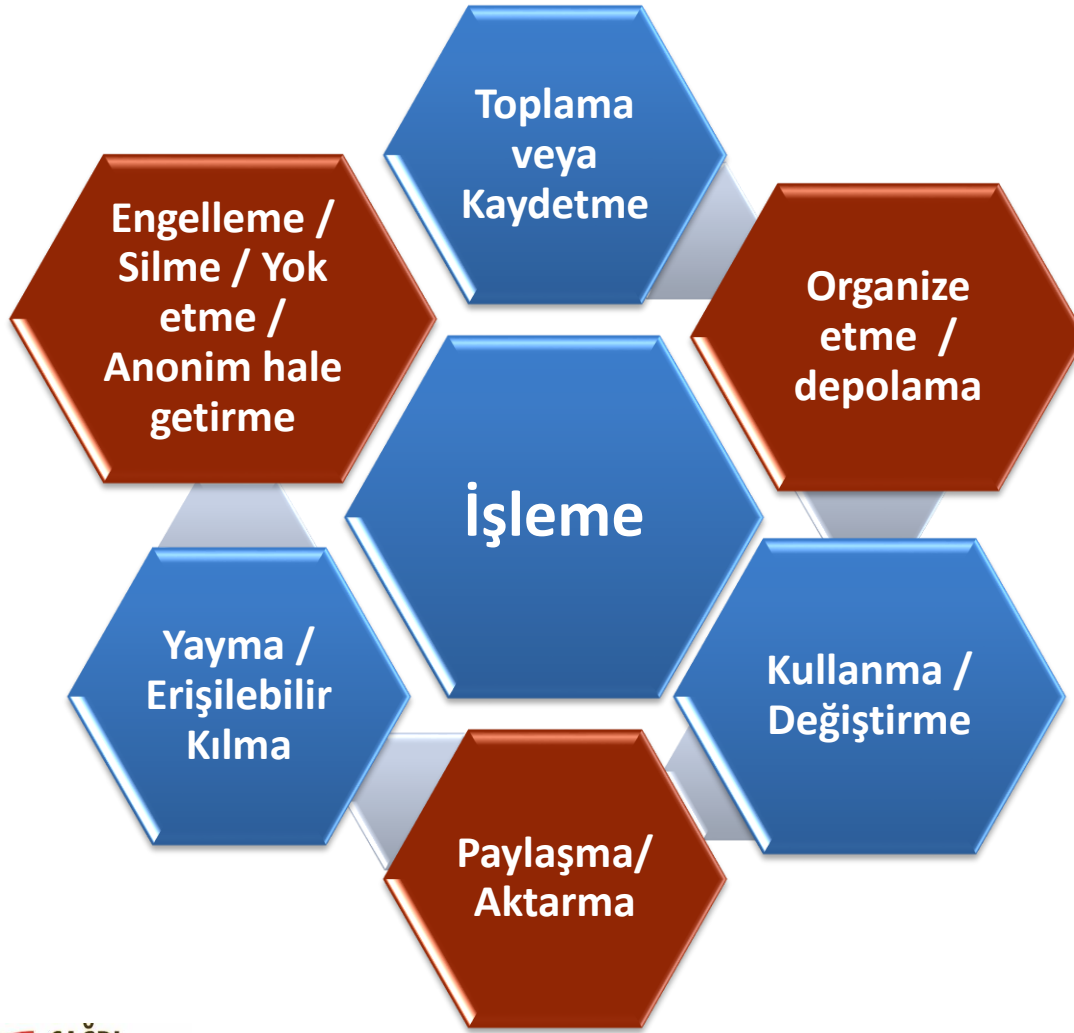 Toplama
veya
Kaydetme
Organize
etme /
depolama
Kullanma /
Değiştirme
Paylaşma/
Aktarma
Yayma /
Erişilebilir
Kılma
Engelleme /
Silme / Yok
etme /
Anonim hale
getirme
İşleme